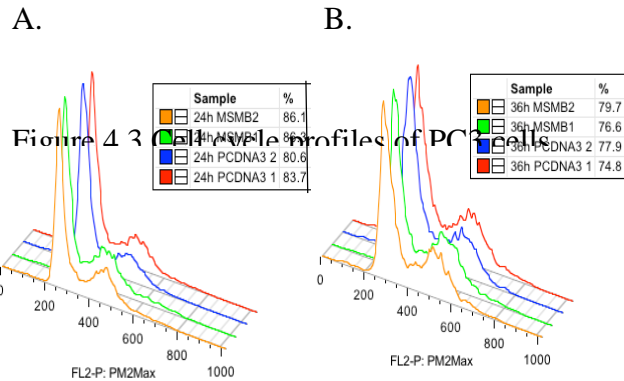 A.
B.
Sample %
24h MSMB2 86.1
24h MSMB1
24h PCDNA3 2 80.6
24h PCDNA3 1 83.7
Sample %
36h MSMB2 79.7
36h MSMB1 76.6
36h PCDNA3 2 77.9
36h PCDNA3 1 74.8
Figure 4.3 Cell cycle profiles of PC3 cells
0
200
400
600
800
1000
FL2-P: PM2Max
0
200
400
600
800
1000
FL2-P: PM2Max